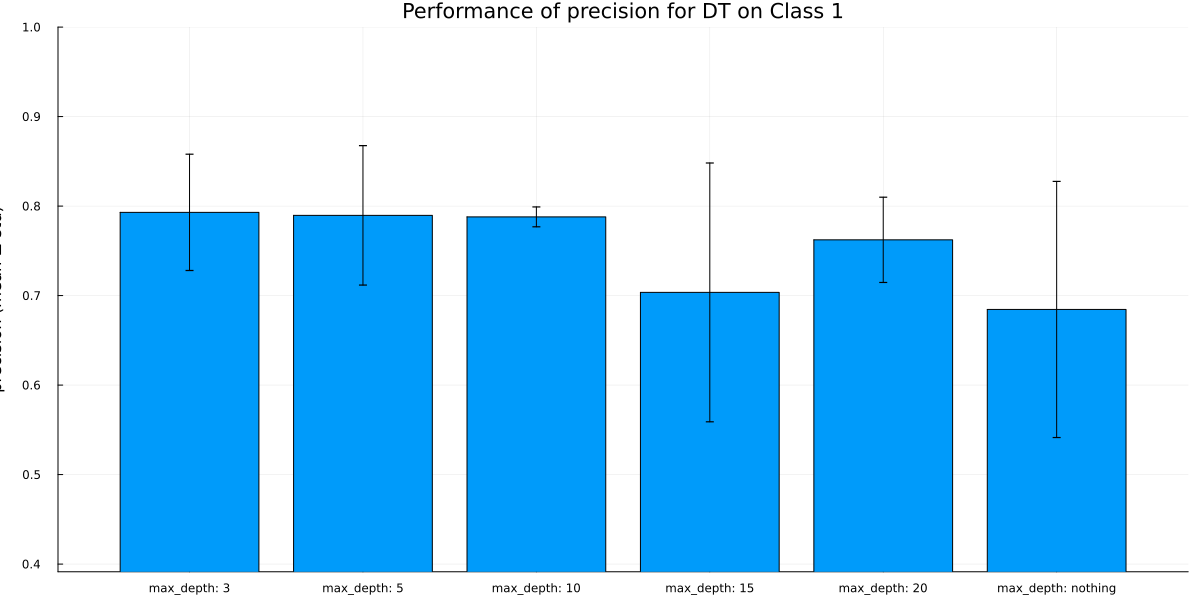 Performance of precision for DT on Class 1
1.0
0.9
0.8
0.7
0.6
0.5
0.4
max_depth: 3
max_depth: 5
max_depth: 10
max_depth: 15
max_depth: 20
max_depth: nothing